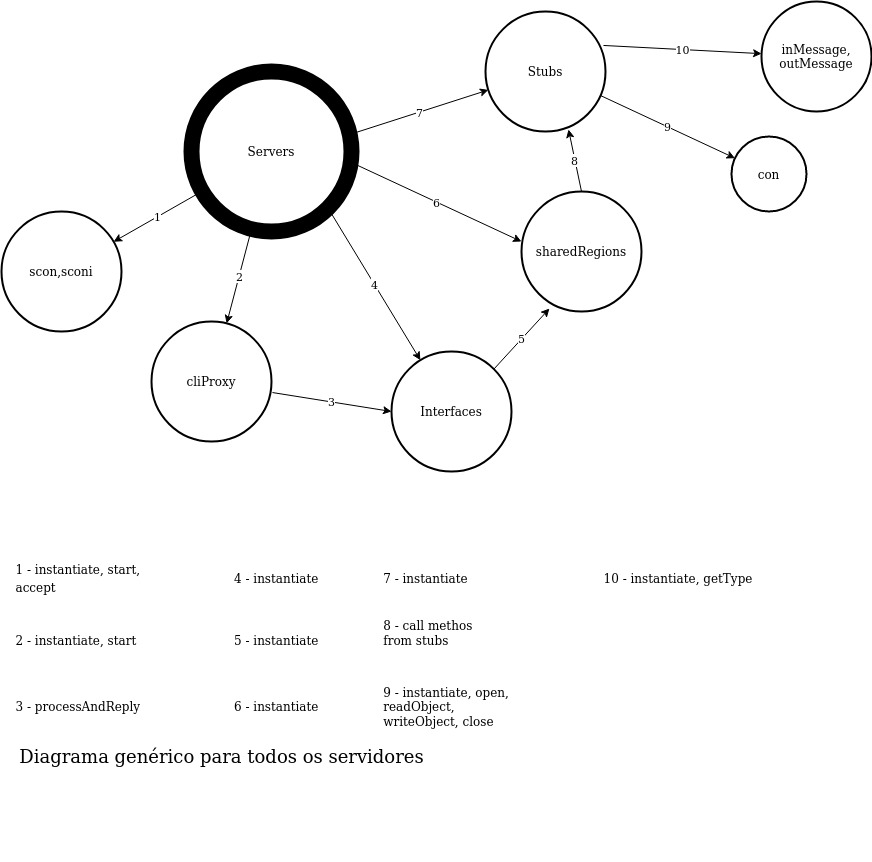 inMessage,
outMessage
10
Stubs
7
9
con
Servers
8
6
sharedRegions
1
scon,sconi
2
4
5
cliProxy
3
Interfaces
1 - instantiate, start,
accept
4 - instantiate
7 - instantiate
10 - instantiate, getType
2 - instantiate, start
5 - instantiate
8 - call methos
from stubs
3 - processAndReply
6 - instantiate
9 - instantiate, open,
readObject,
writeObject, close
Diagrama genérico para todos os servidores